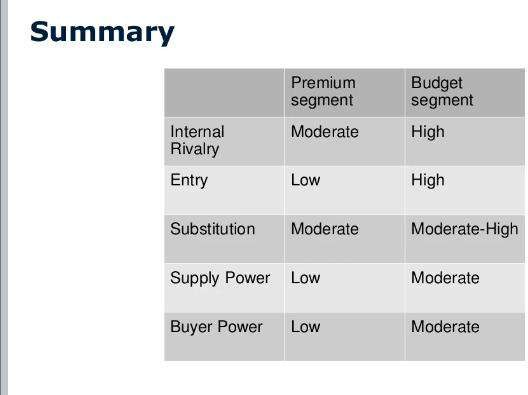 Summary
Premium segment Budget segment
Internal Rivalry Moderate High
Entry Low High
Substitution Moderate Moderate-High
Supply Power Low Moderate
Buyer Power Low Moderate